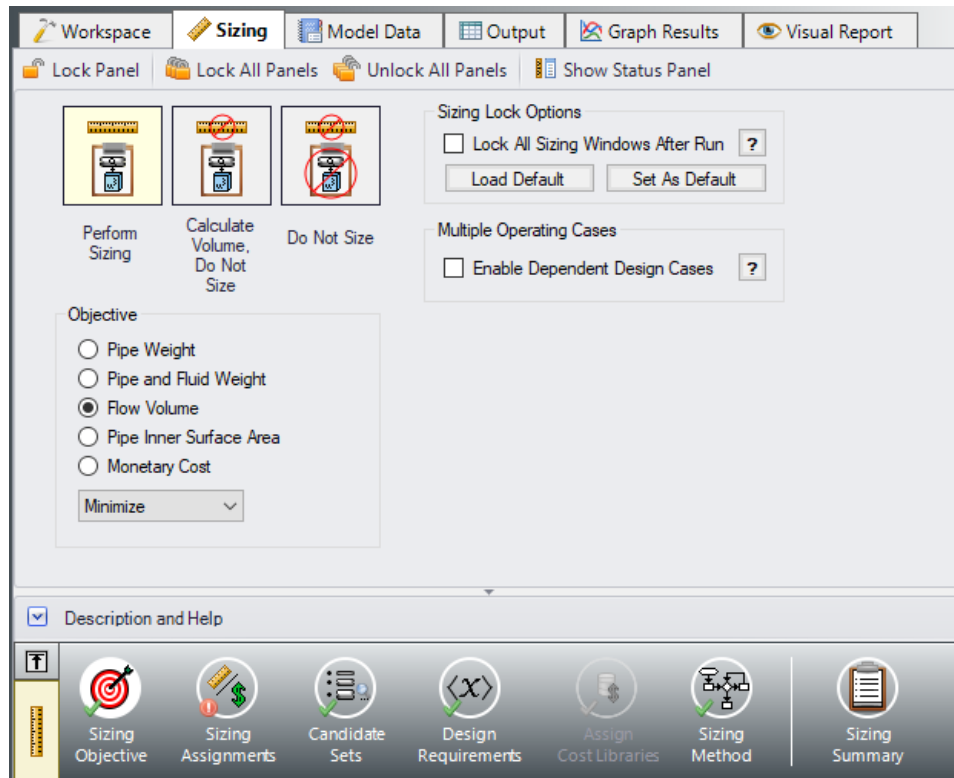 Workspace
Sizing
Model Data
Output
Graph Results
Visual Report
Lock Panel
Lock All Panels
Unlock All Panels
Show Status Panel
Perform
Sizing
Calculate
Volume,
Do Not
Size
Do Not Size
Sizing Lock Options
Lock All Sizing Windows After Run ?
Load Default
Set As Default
Multiple Operating Cases
Enable Dependent Design Cases ?
Objective
Pipe Weight
Pipe and Fluid Weight
Flow Volume
Pipe Inner Surface Area
Monetary Cost
Minimize
Description and Help
Sizing
Objective
Sizing
Assignments
Candidate
Sets
⟨x⟩
Design
Requirements
Assign
Cost Libraries
Sizing
Method
Sizing
Summary